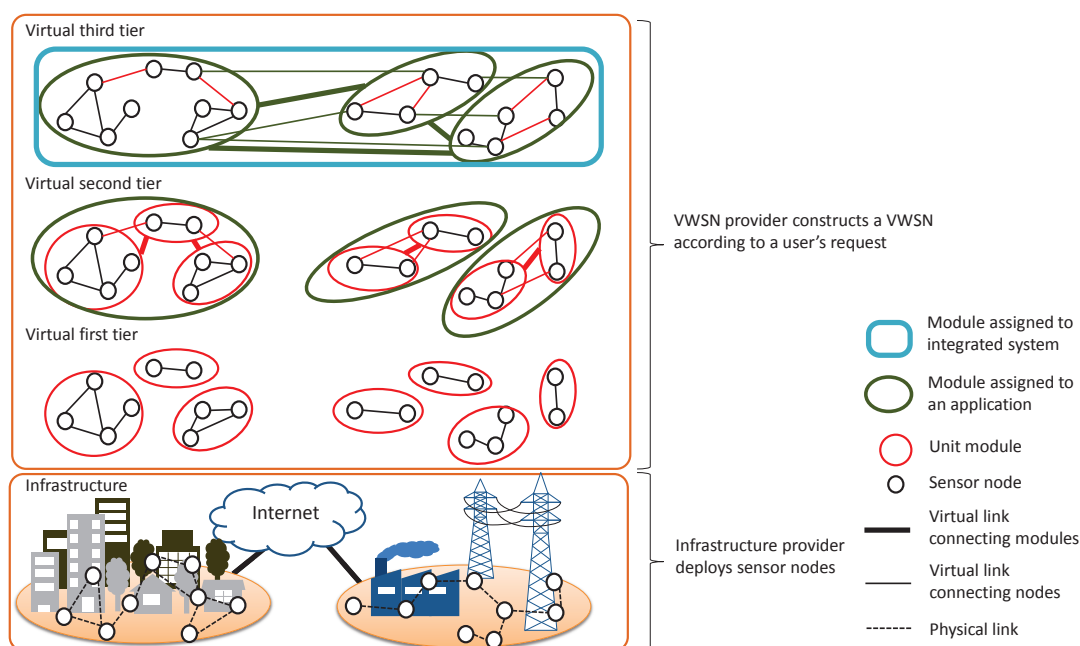 Virtual third tier
Virtual second tier
Virtual first tier
Infrastructure
Internet
VWSN provider constructs a VWSN
according to a user’s request
Infrastructure provider
deploys sensor nodes
Module assigned to
integrated system
Module assigned to
an application
Unit module
Sensor node
Virtual link
connecting modules
Virtual link
connecting nodes
Physical link